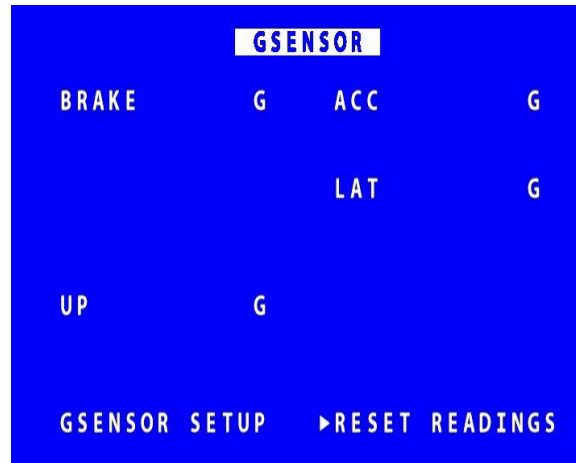 GSENSOR
BRAKE G ACC G
LAT G
UP G
GSENSOR SETUP ▶RESET READINGS